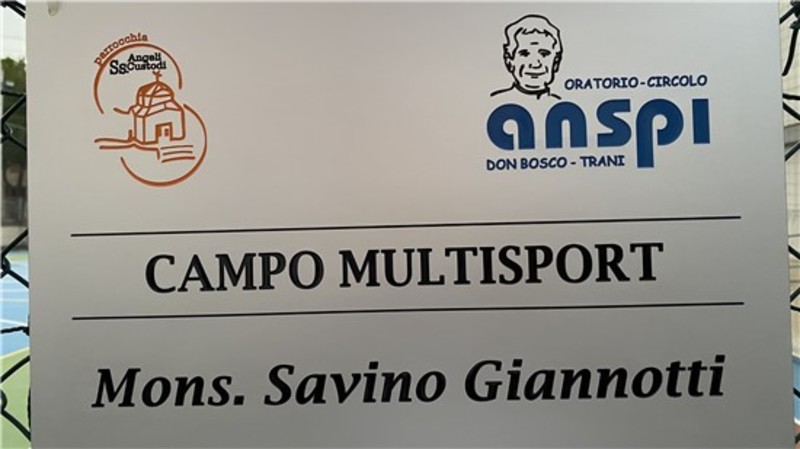 parrocchia
Angeli
Ss. Custodi
ORATORIO-CIRCOLO
anspi
DON BOSCO - TRANI
CAMPO MULTISPORT
Mons. Savino Giannotti